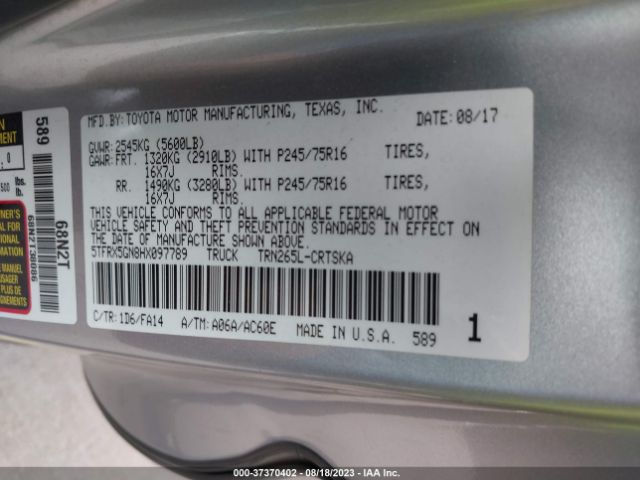 MFD.BY:TOYOTA MOTOR MANUFACTURING, TEXAS, INC.
DATE:08/17
GVWR:2545KG (5600LB)
GAWR:FRT. 1320KG (2910LB) WITH P245/75R16 TIRES,
16X7J RIMS.
RR. 1490KG (3280LB) WITH P245/75R16 TIRES,
16X7J RIMS.
THIS VEHICLE CONFORMS TO ALL APPLICABLE FEDERAL MOTOR
VEHICLE SAFETY AND THEFT PREVENTION STANDARDS IN EFFECT ON
THE DATE OF MANUFACTURE SHOWN ABOVE.
5TFRX5GN8HX097789 TRUCK TRN265L-CRTSKA
C/TR:1D6/FA14 A/TM:A06A/AC60E MADE IN U.S.A. 589
1
589
68N2T
68N2T38086
lbs.
lb.
MANUEL
000-37370402 - 08/18/2023 - IAA Inc.